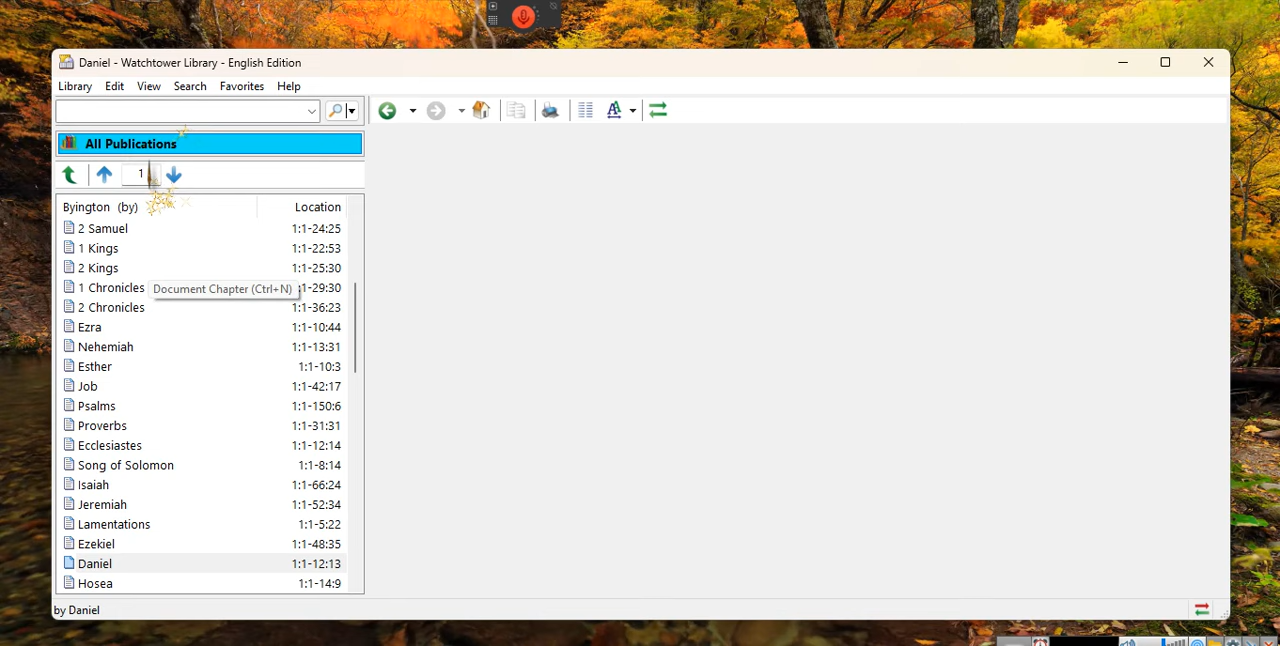 Daniel - Watchtower Library - English Edition
Library Edit View Search Favorites Help
All Publications
1
Byington (by) Location
2 Samuel 1:1-24:25
1 Kings 1:1-22:53
2 Kings 1:1-25:30
1 Chronicles 1-29:30
Document Chapter (Ctrl+N)
2 Chronicles 1:1-36:23
Ezra 1:1-10:44
Nehemiah 1:1-13:31
Esther 1:1-10:3
Job 1:1-42:17
Psalms 1:1-150:6
Proverbs 1:1-31:31
Ecclesiastes 1:1-12:14
Song of Solomon 1:1-8:14
Isaiah 1:1-66:24
Jeremiah 1:1-52:34
Lamentations 1:1-5:22
Ezekiel 1:1-48:35
Daniel 1:1-12:13
Hosea 1:1-14:9
by Daniel